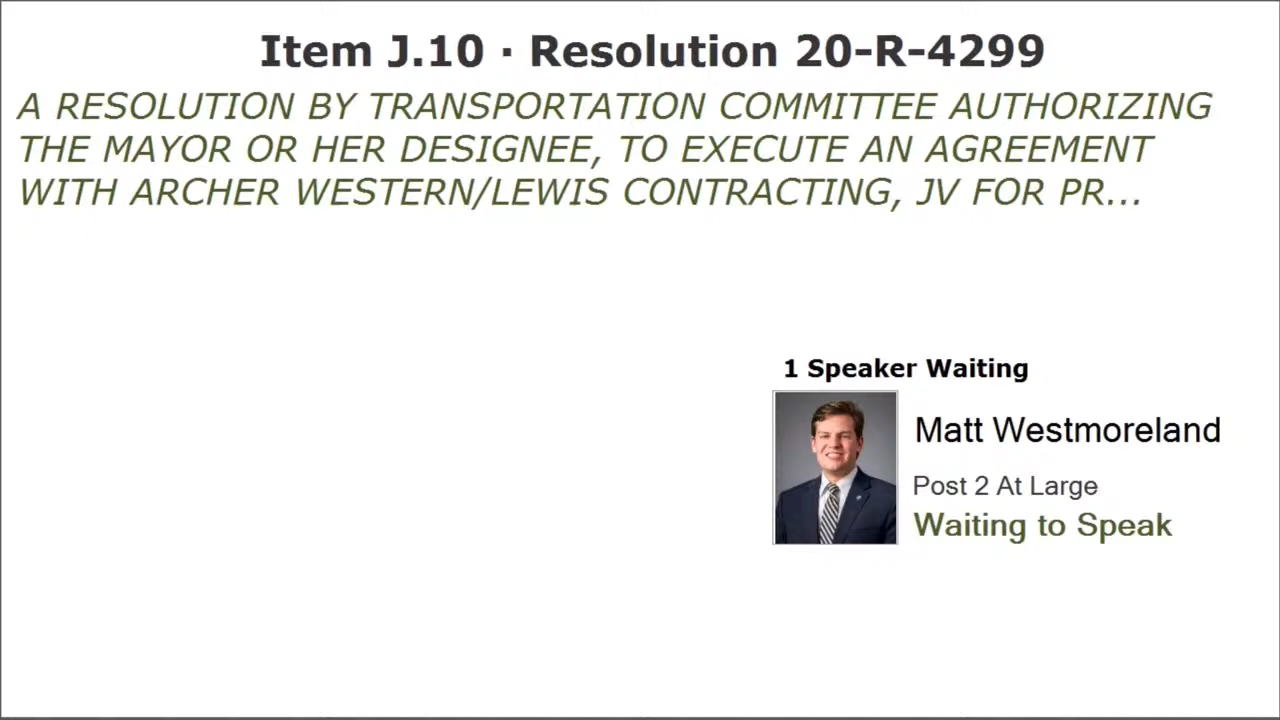 Item J.10 · Resolution 20-R-4299
A RESOLUTION BY TRANSPORTATION COMMITTEE AUTHORIZING
THE MAYOR OR HER DESIGNEE, TO EXECUTE AN AGREEMENT
WITH ARCHER WESTERN/LEWIS CONTRACTING, JV FOR PR...
1 Speaker Waiting
Matt Westmoreland
Post 2 At Large
Waiting to Speak